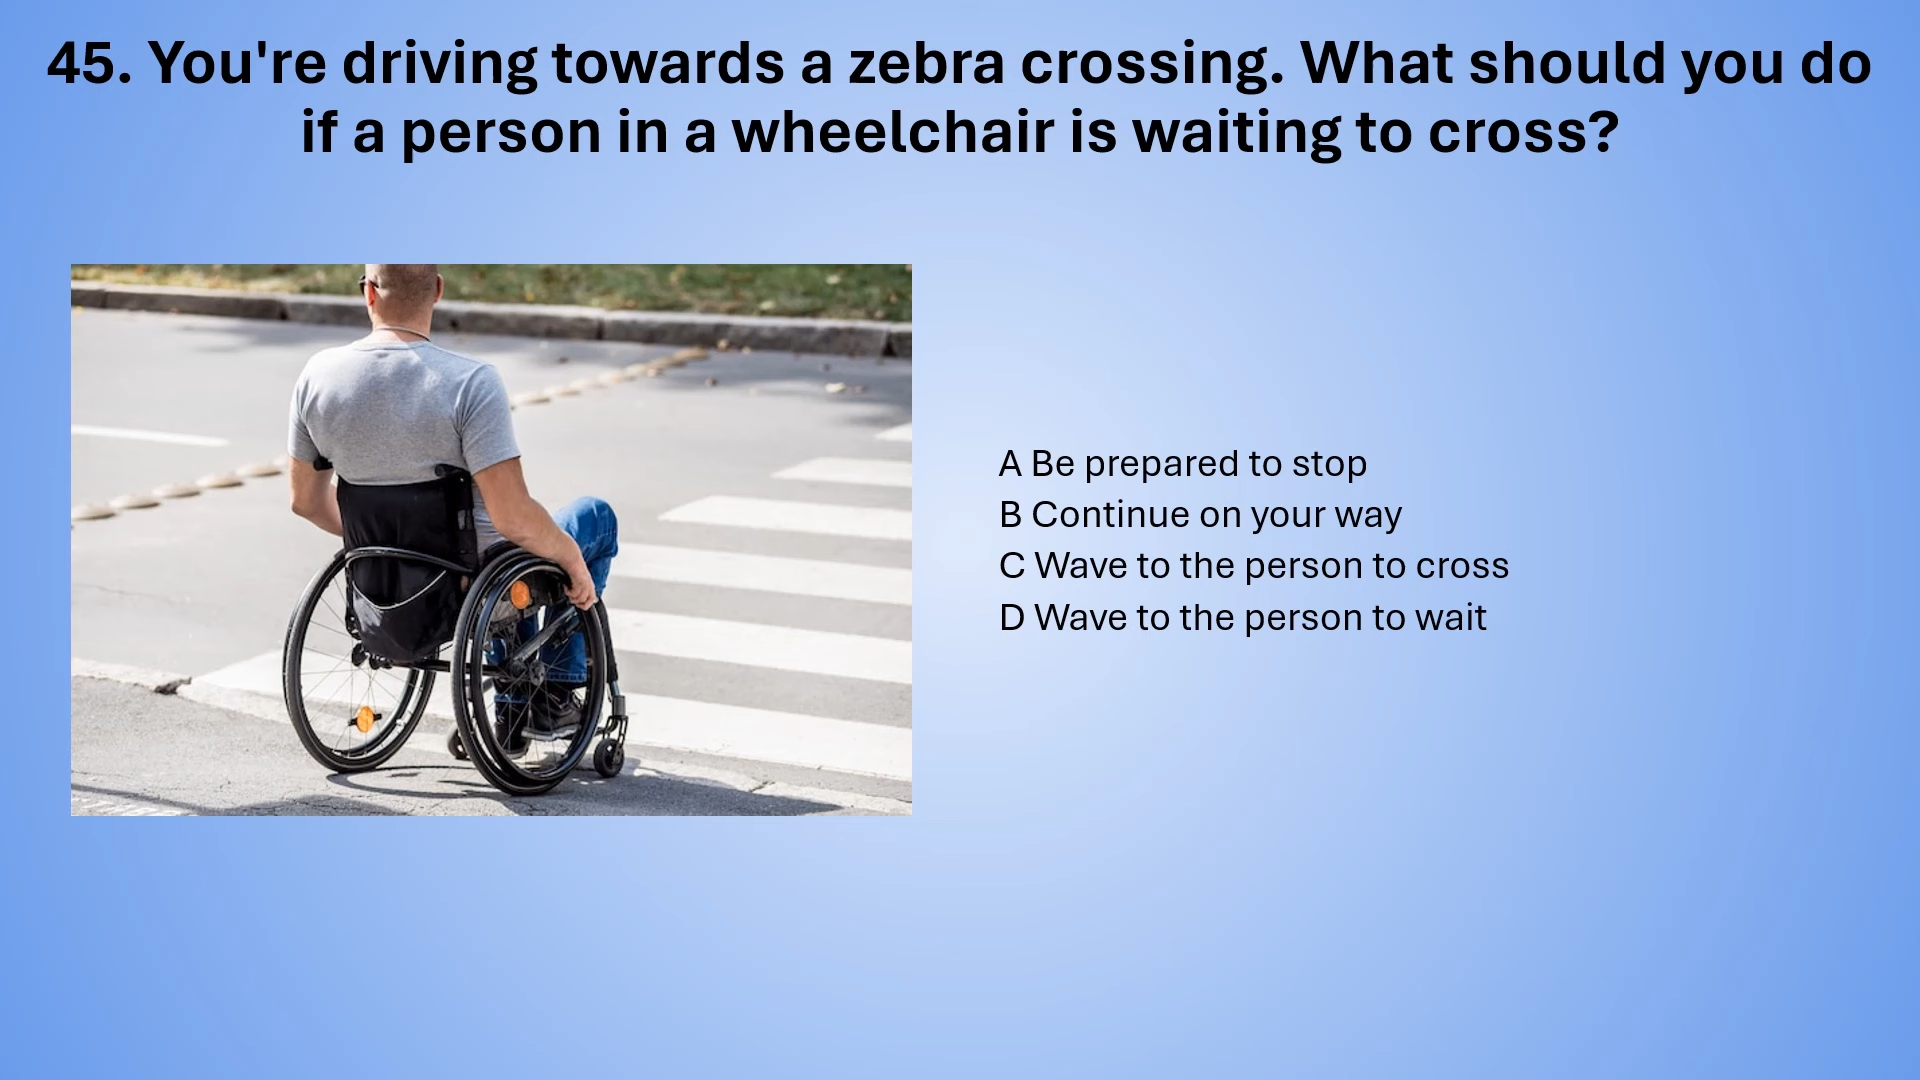 45. You're driving towards a zebra crossing. What should you do
if a person in a wheelchair is waiting to cross?
A Be prepared to stop
B Continue on your way
C Wave to the person to cross
D Wave to the person to wait